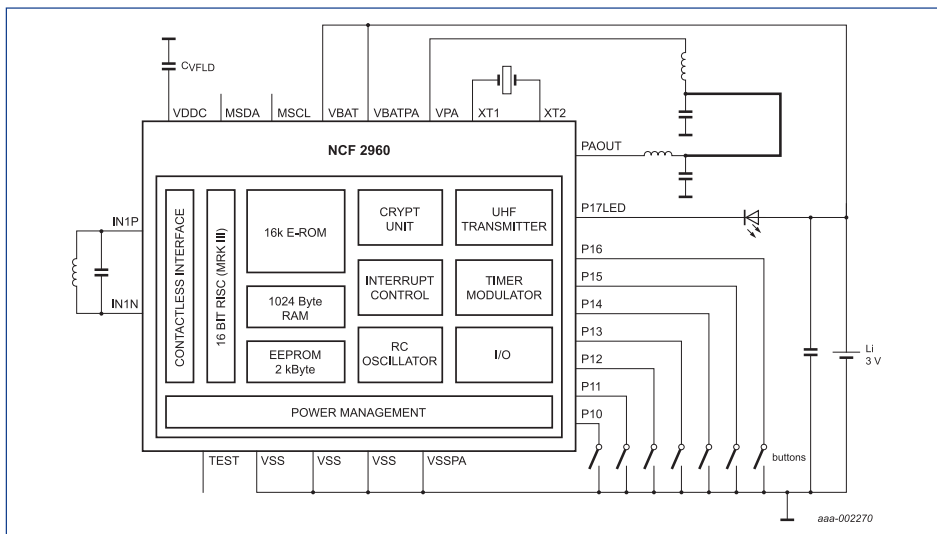 CVFLD
VDDC
MSDA
MSCL
VBAT
VBATPA
VPA
XT1
XT2
NCF 2960
PAOUT
IN1P
IN1N
CONTACTLESS INTERFACE
16 BIT RISC (MRK III)
16k E-ROM
1024 Byte
RAM
EEPROM
2 kByte
CRYPT
UNIT
INTERRUPT
CONTROL
RC
OSCILLATOR
UHF
TRANSMITTER
TIMER
MODULATOR
I/O
POWER MANAGEMENT
P17LED
P16
P15
P14
P13
P12
P11
P10
Li
3 V
TEST
VSS
VSS
VSS
VSSPA
buttons
aaa-002270